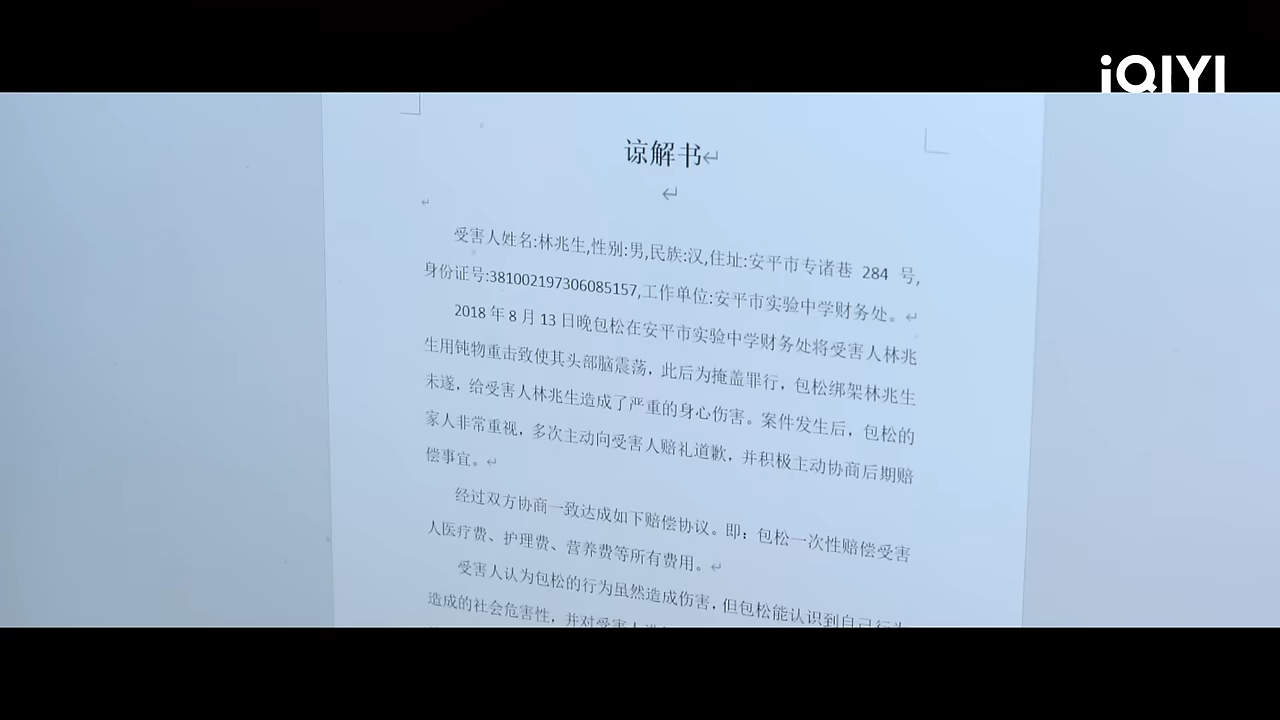 iQIYI
谅解书
受害人姓名:林兆生,性别:男,民族:汉,住址:安平市专诸巷 284 号,
身份证号:381002197306085157,工作单位:安平市实验中学财务处。
2018 年 8 月 13 日晚包松在安平市实验中学财务处将受害人林兆
生用钝物重击致使其头部脑震荡，此后为掩盖罪行，包松绑架林兆生
未遂，给受害人林兆生造成了严重的身心伤害。案件发生后，包松的
家人非常重视，多次主动向受害人赔礼道歉，并积极主动协商后期赔
偿事宜。
经过双方协商一致达成如下赔偿协议。即：包松一次性赔偿受害
人医疗费、护理费、营养费等所有费用。
受害人认为包松的行为虽然造成伤害，但包松能认识到自己行为
造成的社会危害性，并对受害人